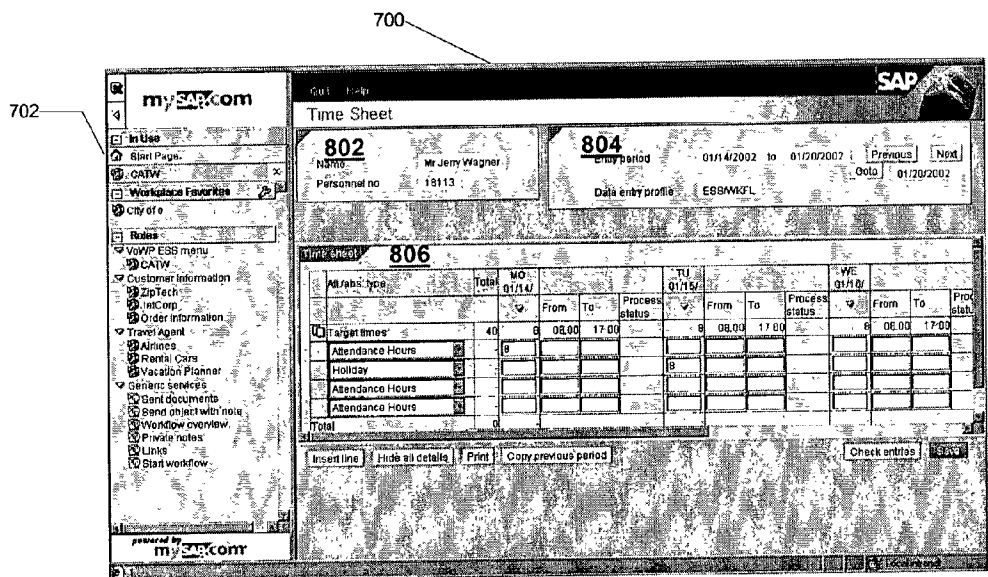 700
702
mySAP.com
Quit Help
SAP
Time Sheet
In Use
Start Page
CATW
Workplace Favorites
City of e
Roles
VoWP ESS menu
CATW
Customer Information
ZipTech
IntCorp
Order Information
Travel Agent
Airlines
Rental Cars
Vacation Planner
Generic services
Sent documents
Send object with note
Workflow overview
Private notes
Links
Start workflow
powered by
mySAP.com
802
Name Mr Jerry Wagner
Personnel no 18113
804
Entry period 01/14/2002 to 01/20/2002 Previous Next
Goto 01/20/2002
Data entry profile ESSWKFL
Time sheet 806
Att/abs. type Total MO 01/14/ From To Process status TU 01/15/ From To Process status WE 01/16/ From To Proc statu
Target times 40 8 08.00 17:00 8 08.00 17:00 8 08.00 17:00
Attendance Hours 8
Holiday 8
Attendance Hours
Attendance Hours
Total 0
Insert line Hide all details Print Copy previous period Check entries Save
Local intranet